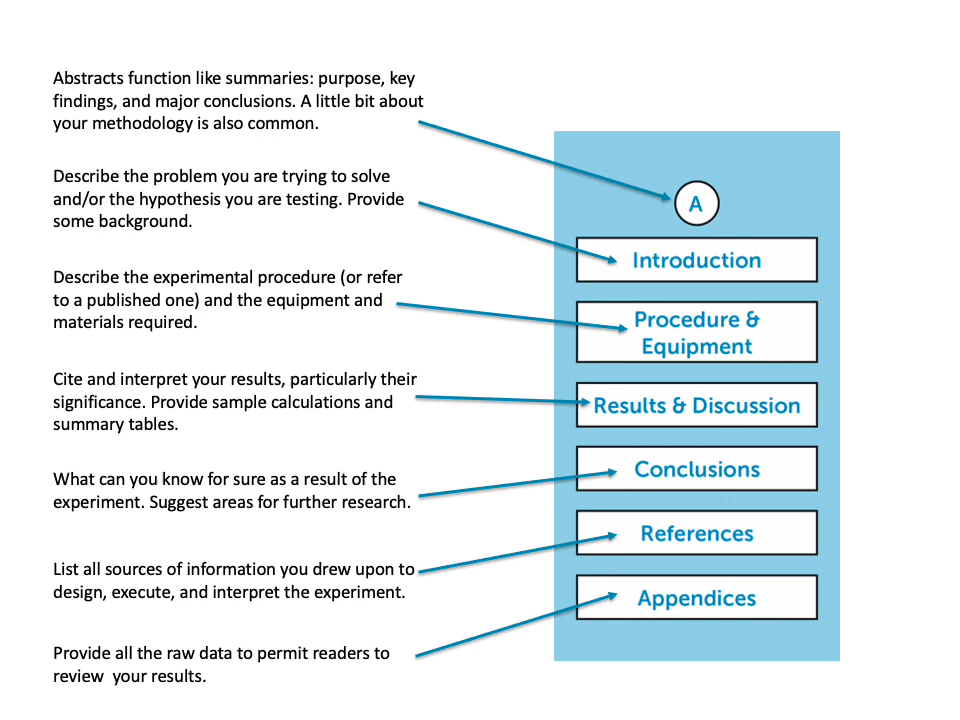 Abstracts function like summaries: purpose, key
findings, and major conclusions. A little bit about
your methodology is also common.
A
Describe the problem you are trying to solve
and/or the hypothesis you are testing. Provide
some background.
Introduction
Describe the experimental procedure (or refer
to a published one) and the equipment and
materials required.
Procedure &
Equipment
Cite and interpret your results, particularly their
significance. Provide sample calculations and
summary tables.
Results & Discussion
What can you know for sure as a result of the
experiment. Suggest areas for further research.
Conclusions
List all sources of information you drew upon to
design, execute, and interpret the experiment.
References
Provide all the raw data to permit readers to
review  your results.
Appendices